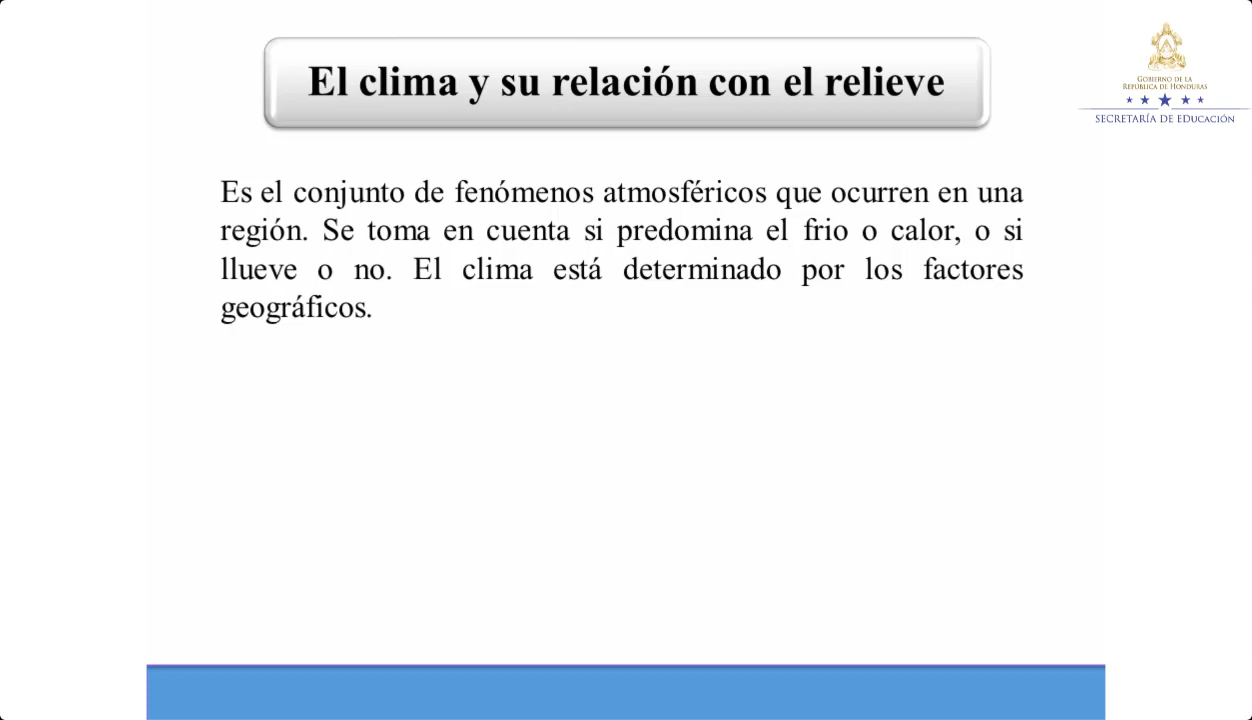 El clima y su relación con el relieve
GOBIERNO DE LA
REPÚBLICA DE HONDURAS
SECRETARÍA DE EDUCACIÓN
Es el conjunto de fenómenos atmosféricos que ocurren en una
región. Se toma en cuenta si predomina el frio o calor, o si
llueve o no. El clima está determinado por los factores
geográficos.